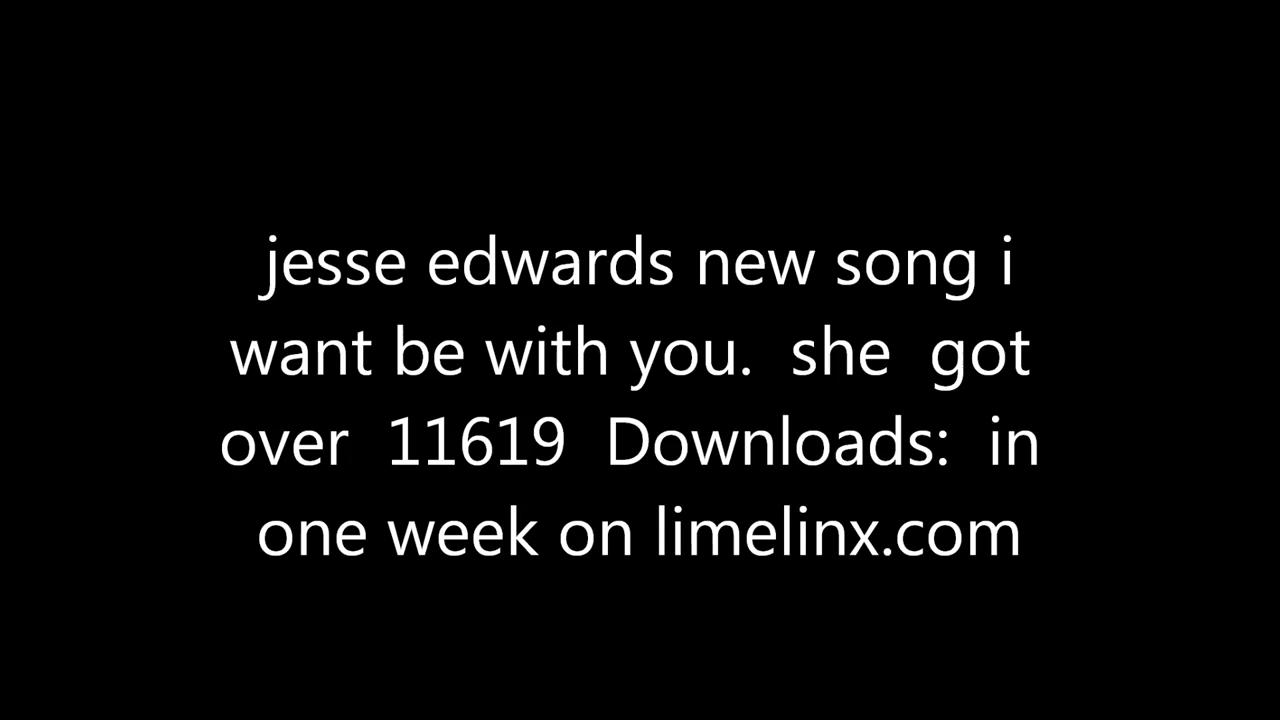 jesse edwards new song i
want be with you.  she  got
over  11619  Downloads:  in
one week on limelinx.com